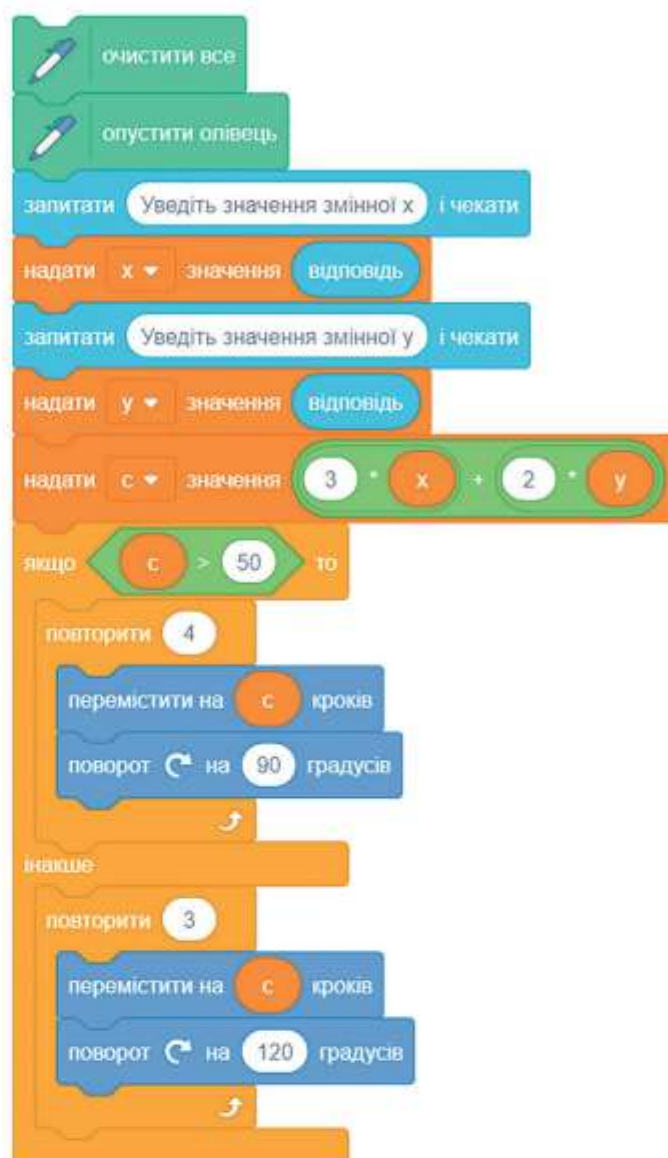 очистити все
опустити олівець
запитати Уведіть значення змінної x і чекати
надати x значення відповідь
запитати Уведіть значення змінної y і чекати
надати y значення відповідь
надати c значення 3 * x + 2 * y
якщо c > 50 то
повторити 4
перемістити на c кроків
поворот на 90 градусів
інакше
повторити 3
перемістити на c кроків
поворот на 120 градусів